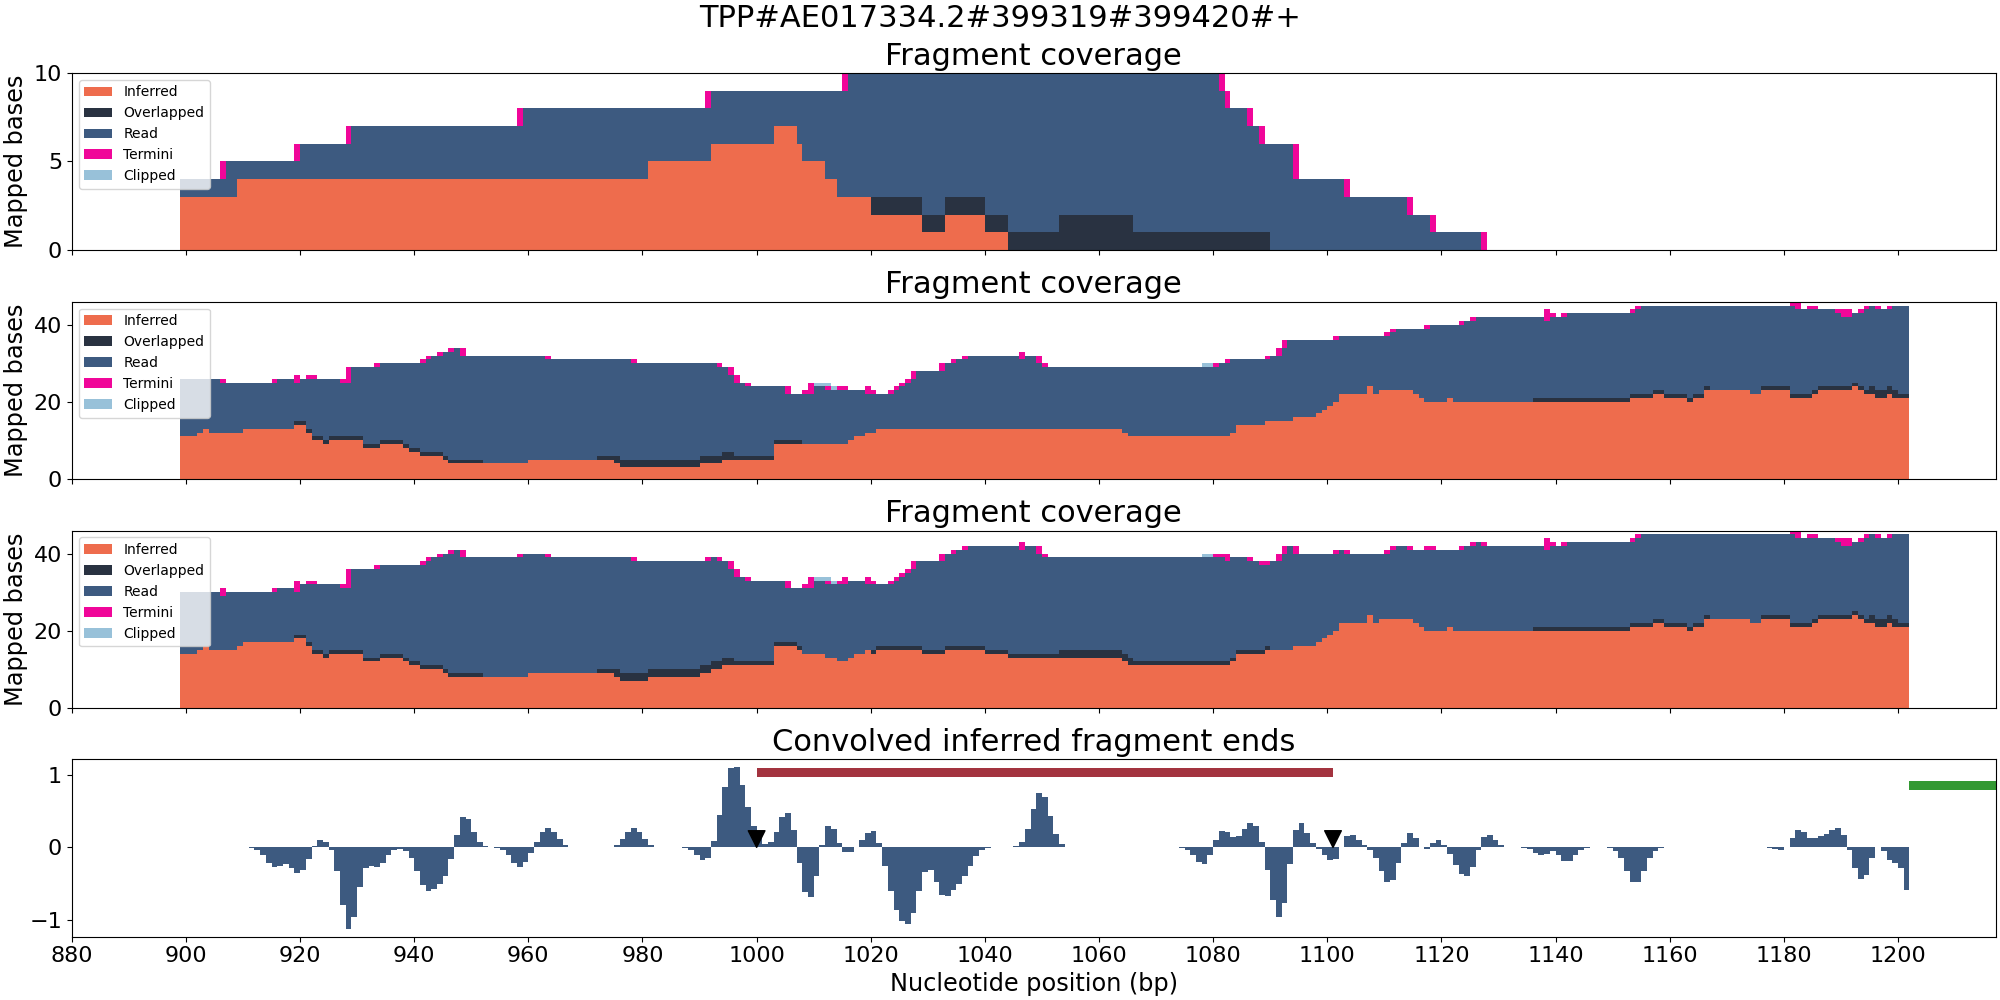 TPP#AE017334.2#399319#399420#+
Fragment coverage
Mapped bases
10
5
0
Inferred
Overlapped
Read
Termini
Clipped
Fragment coverage
Mapped bases
40
20
0
Inferred
Overlapped
Read
Termini
Clipped
Fragment coverage
Mapped bases
40
20
0
Inferred
Overlapped
Read
Termini
Clipped
Convolved inferred fragment ends
1
0
−1
880 900 920 940 960 980 1000 1020 1040 1060 1080 1100 1120 1140 1160 1180 1200
Nucleotide position (bp)